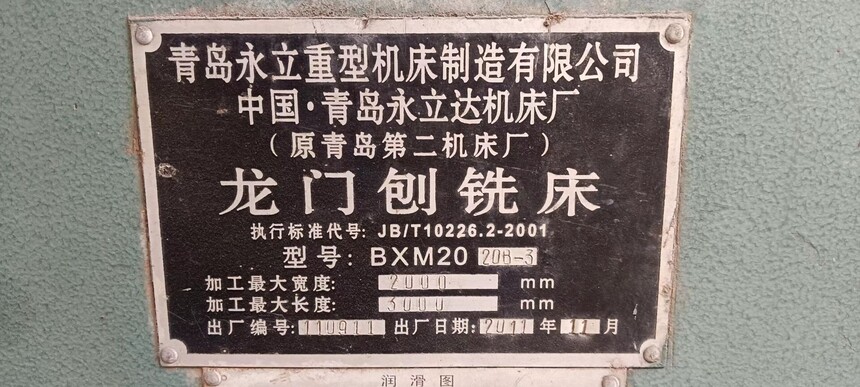 青岛永立重型机床制造有限公司
中国·青岛永立达机床厂
(原青岛第二机床厂)
龙门刨铣床
执行标准代号: JB/T10226.2-2001
型号: BXM20 20B-3
加工最大宽度: 2000 mm
加工最大长度: 3000 mm
出厂编号: 110911 出厂日期: 2011 年 11 月
润滑图